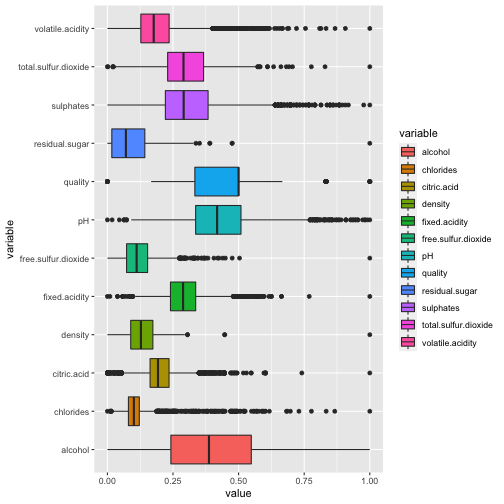 volatile.acidity
total.sulfur.dioxide
sulphates
residual.sugar
quality
pH
free.sulfur.dioxide
fixed.acidity
density
citric.acid
chlorides
alcohol
variable
0.00 0.25 0.50 0.75 1.00
value
variable
alcohol
chlorides
citric.acid
density
fixed.acidity
free.sulfur.dioxide
pH
quality
residual.sugar
sulphates
total.sulfur.dioxide
volatile.acidity